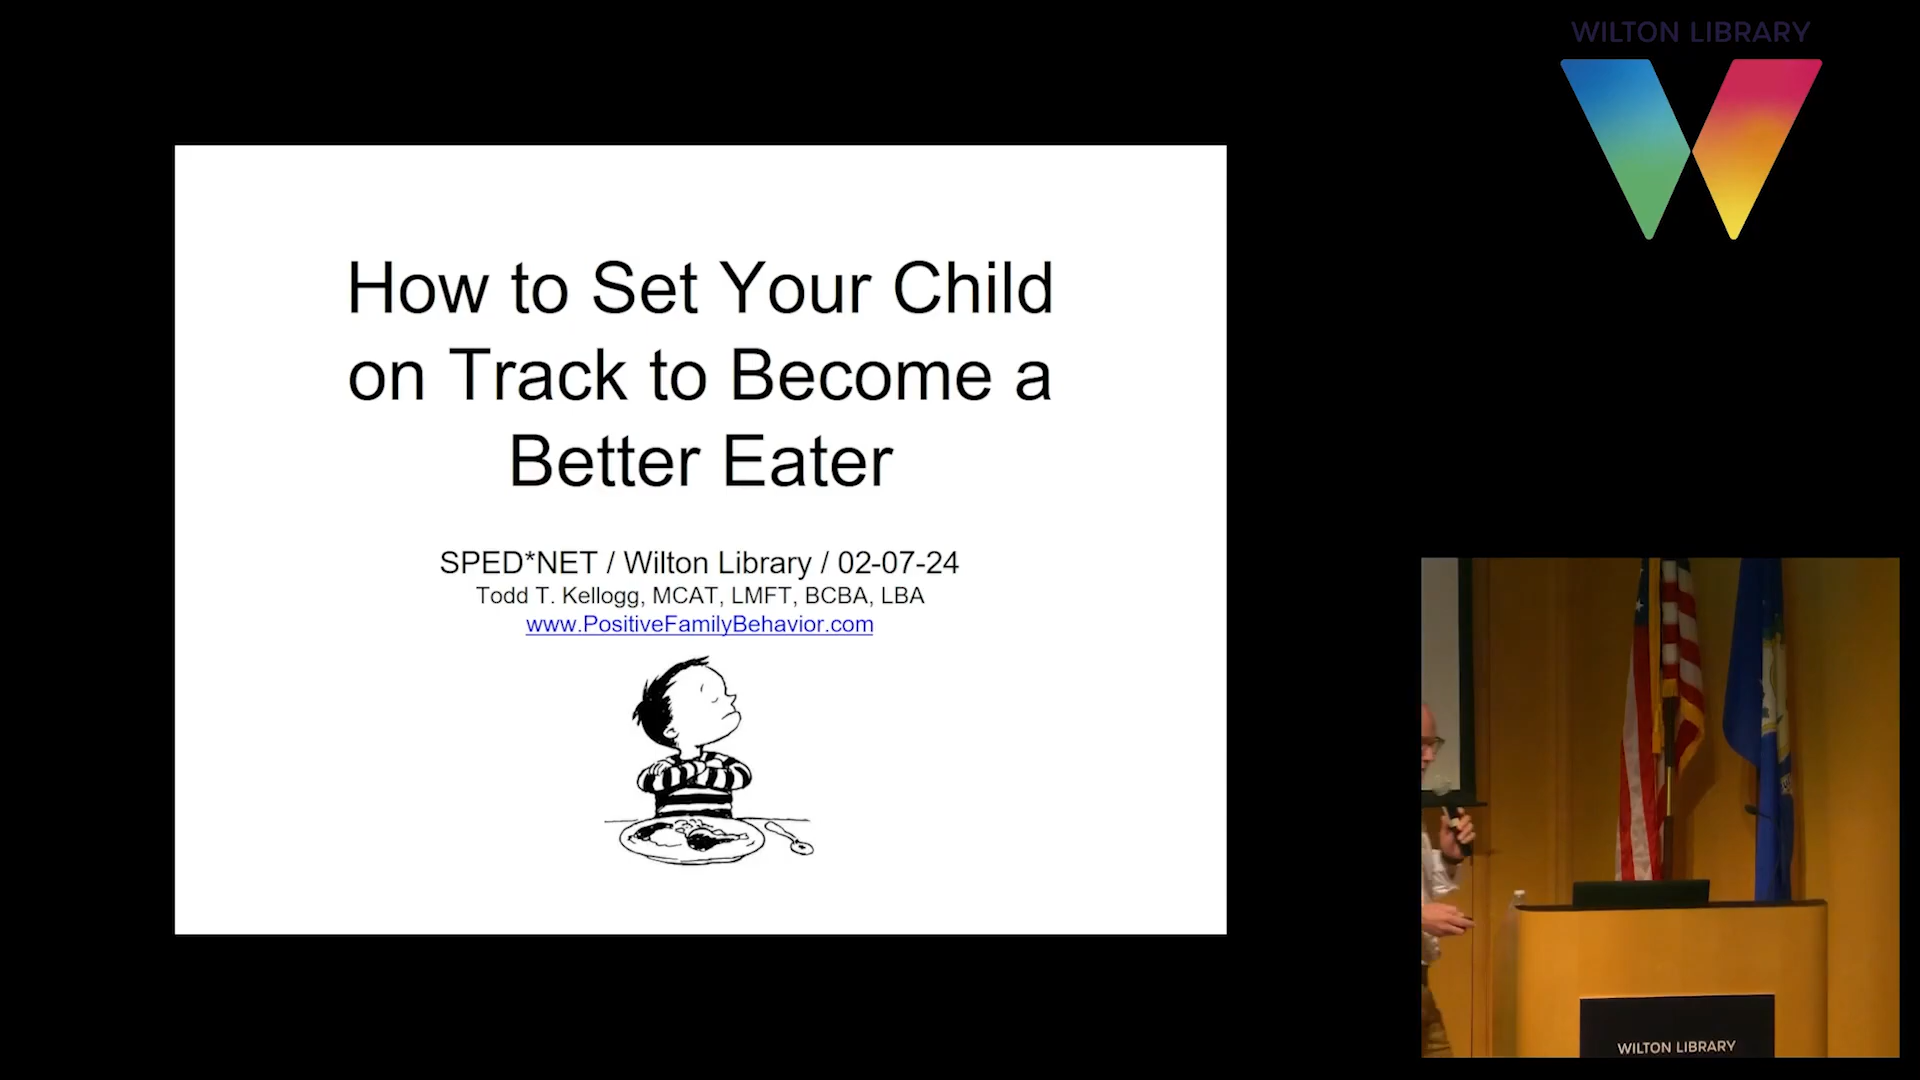 WILTON LIBRARY
How to Set Your Child
on Track to Become a
Better Eater
SPED*NET / Wilton Library / 02-07-24
Todd T. Kellogg, MCAT, LMFT, BCBA, LBA
www.PositiveFamilyBehavior.com
WILTON LIBRARY